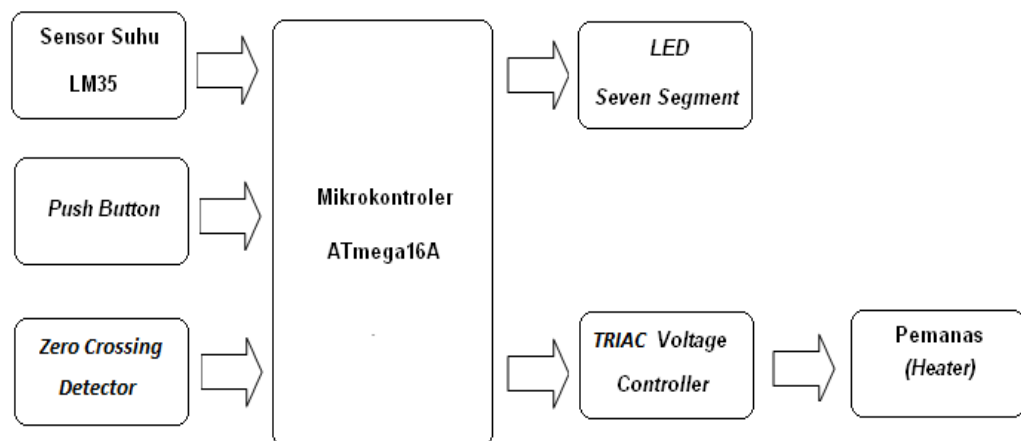 Sensor Suhu
LM35
Push Button
Zero Crossing
Detector
Mikrokontroler
ATmega16A
LED
Seven Segment
TRIAC Voltage
Controller
Pemanas
(Heater)